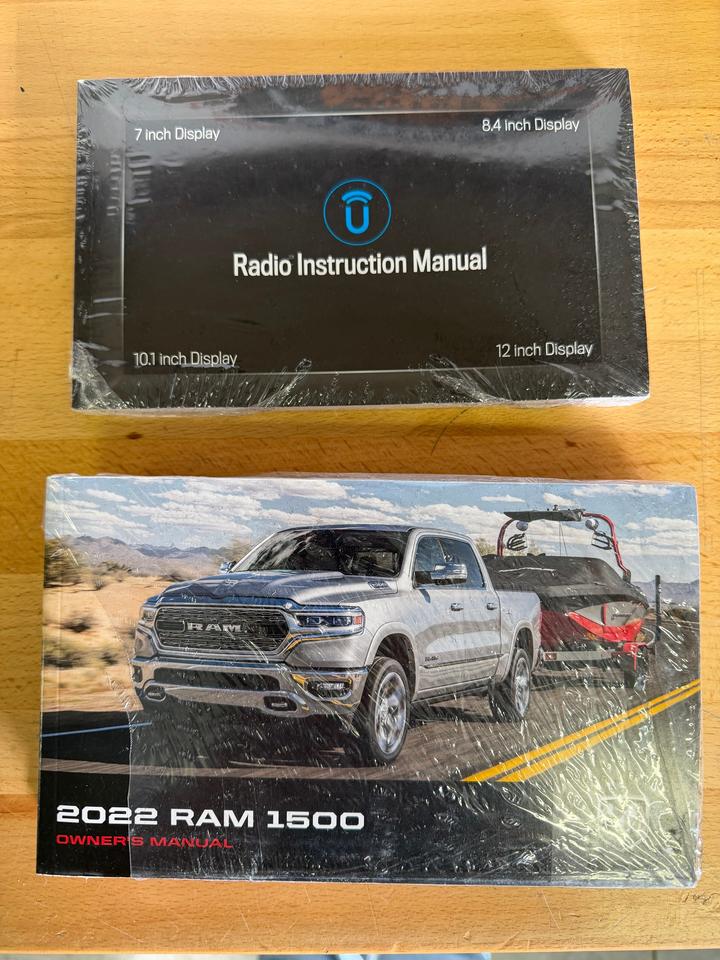 7 inch Display
8.4 inch Display
Radio Instruction Manual
10.1 inch Display
12 inch Display
RAM
2022 RAM 1500
OWNER'S MANUAL